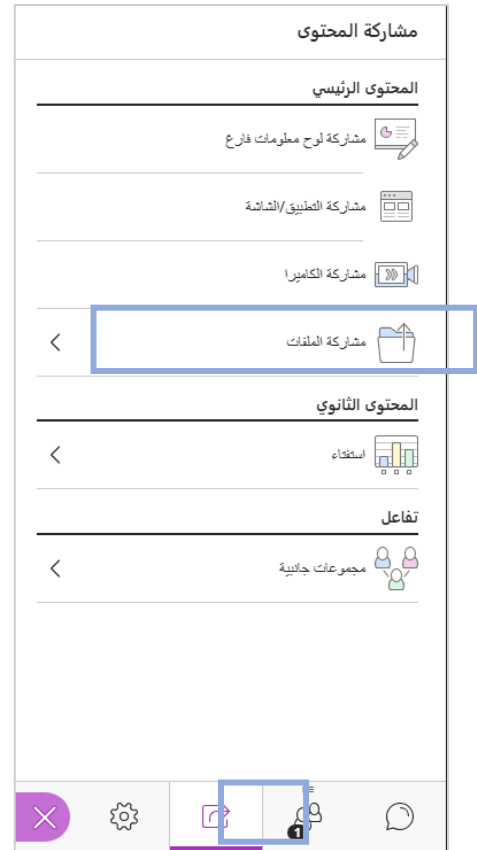 مشاركة المحتوى
المحتوى الرئيسي
مشاركة لوح معلومات فارغ
مشاركة التطبيق/الشاشة
مشاركة الكاميرا
مشاركة الملفات
المحتوى الثانوي
استفتاء
تفاعل
مجموعات جانبية
1